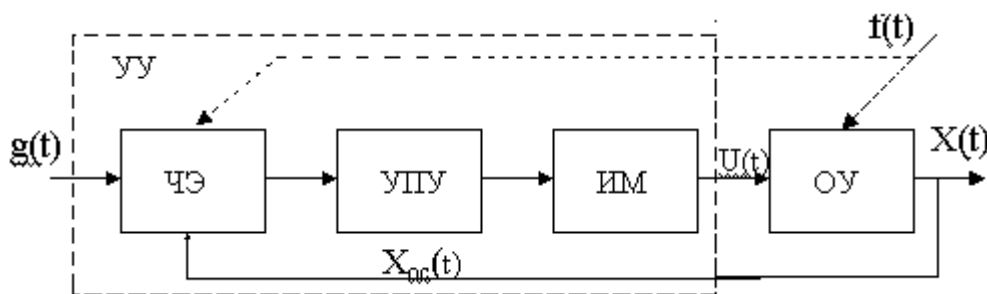 f(t)
УУ
g(t)
ЧЭ
УПУ
ИМ
U(t)
ОУ
X(t)
Xос(t)